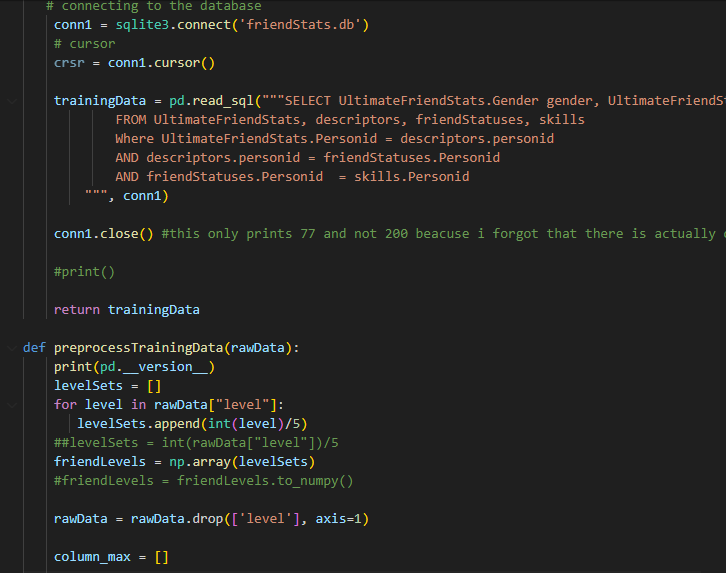 # connecting to the database
conn1 = sqlite3.connect('friendStats.db')
# cursor
crsr = conn1.cursor()
trainingData = pd.read_sql("""SELECT UltimateFriendStats.Gender gender, UltimateFriendSt
FROM UltimateFriendStats, descriptors, friendStatuses, skills
Where UltimateFriendStats.Personid = descriptors.personid
AND descriptors.personid = friendStatuses.Personid
AND friendStatuses.Personid  = skills.Personid
""", conn1)
conn1.close() #this only prints 77 and not 200 beacuse i forgot that there is actually
#print()
return trainingData
def preprocessTrainingData(rawData):
print(pd.__version__)
levelSets = []
for level in rawData["level"]:
levelSets.append(int(level)/5)
##levelSets = int(rawData["level"])/5
friendLevels = np.array(levelSets)
#friendLevels = friendLevels.to_numpy()
rawData = rawData.drop(['level'], axis=1)
column_max = []